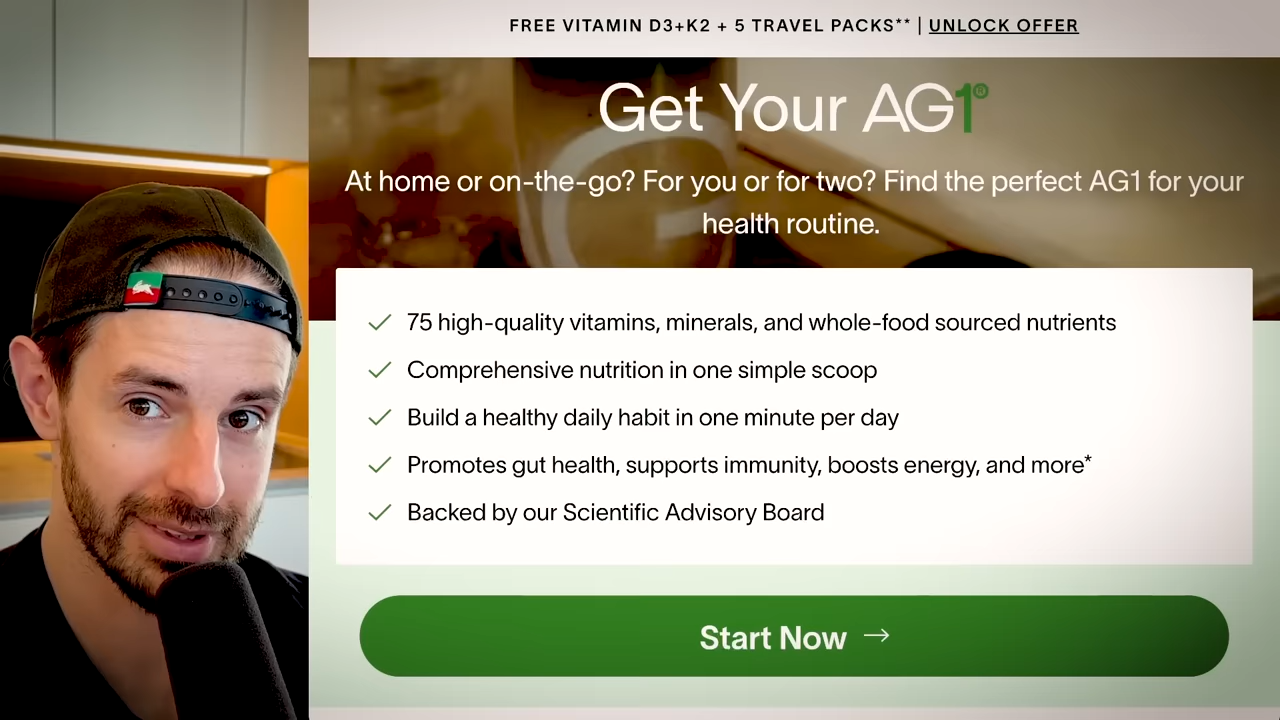 FREE VITAMIN D3+K2 + 5 TRAVEL PACKS** | UNLOCK OFFER
Get Your AG1®
At home or on-the-go? For you or for two? Find the perfect AG1 for your
health routine.
75 high-quality vitamins, minerals, and whole-food sourced nutrients
Comprehensive nutrition in one simple scoop
Build a healthy daily habit in one minute per day
Promotes gut health, supports immunity, boosts energy, and more*
Backed by our Scientific Advisory Board
Start Now →